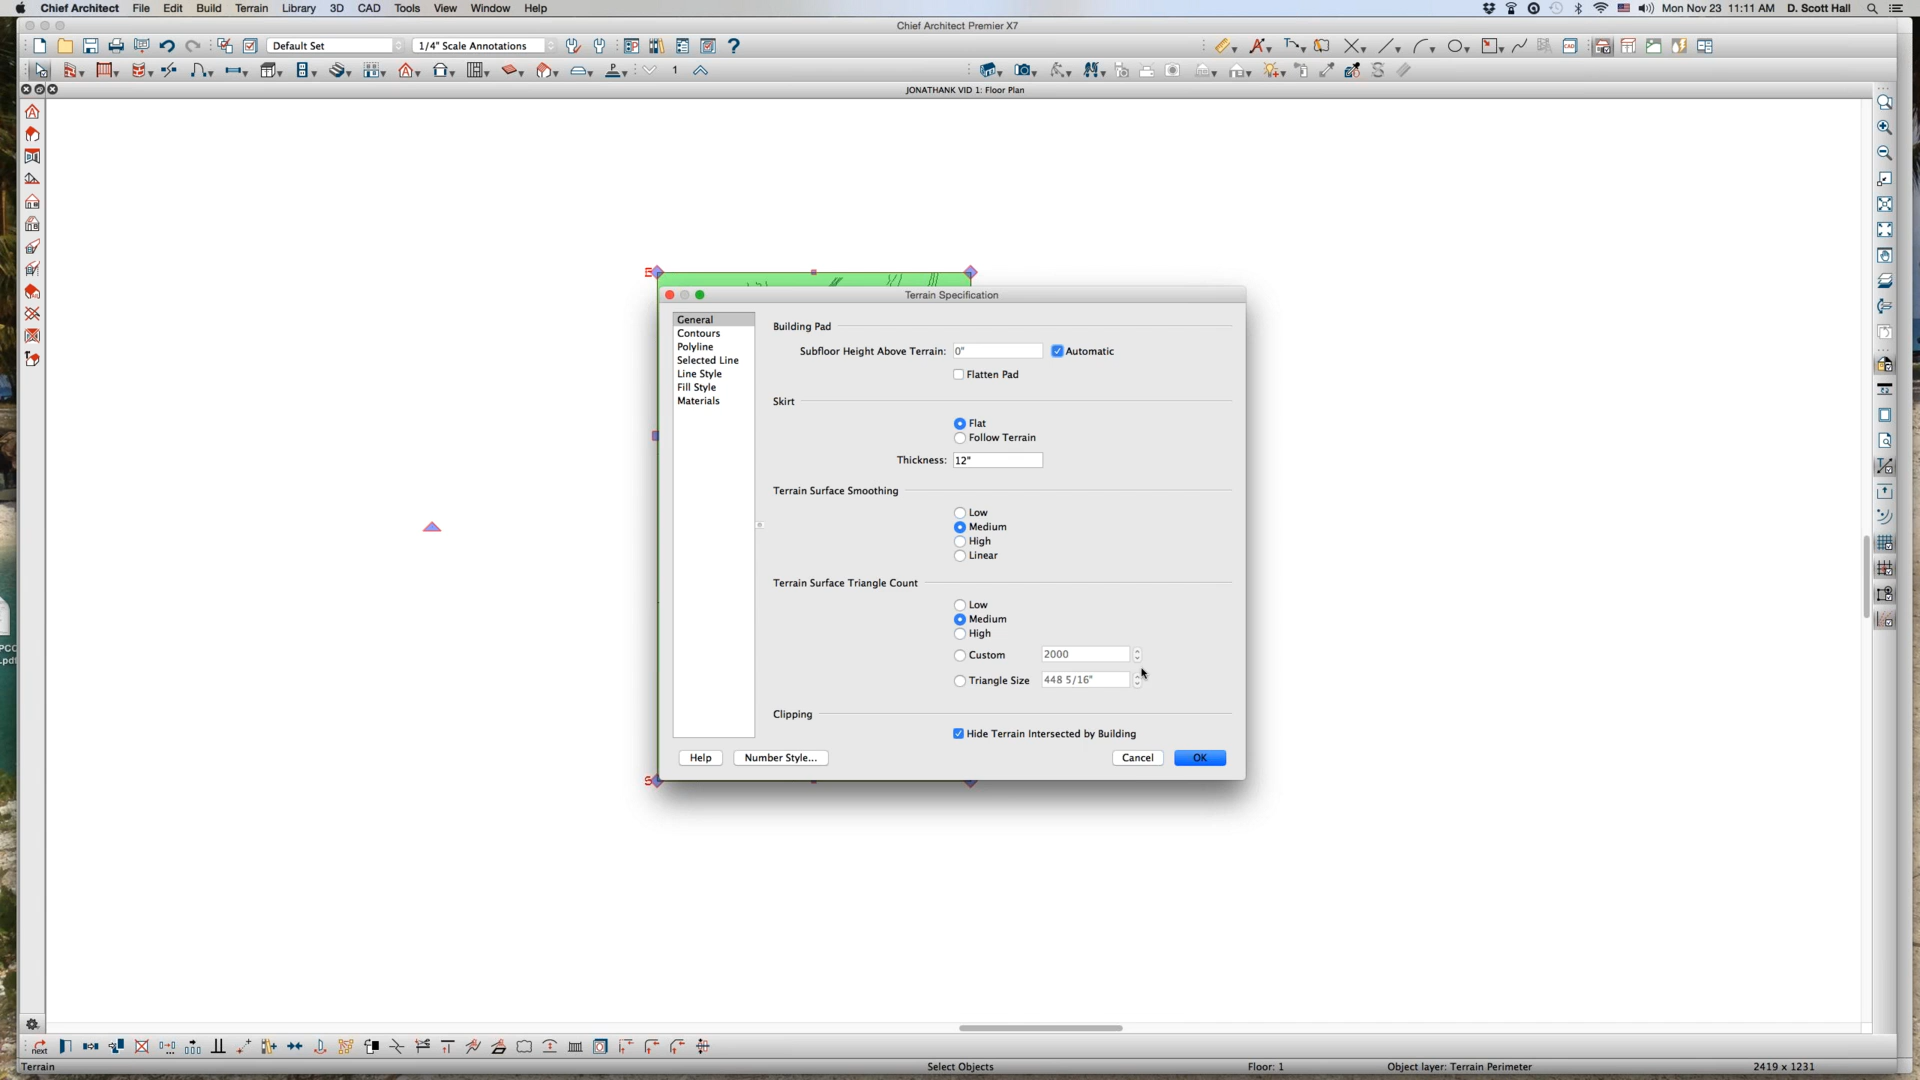 Chief Architect File Edit Build Terrain Library 3D CAD Tools View Window Help Mon Nov 23 11:11 AM D. Scott Hall
Chief Architect Premier X7
Default Set 1/4" Scale Annotations
1
JONATHANK VID 1: Floor Plan
Terrain Specification
General
Contours
Polyline
Selected Line
Line Style
Fill Style
Materials
Building Pad
Subfloor Height Above Terrain: 0" Automatic
Flatten Pad
Skirt
Flat
Follow Terrain
Thickness: 12"
Terrain Surface Smoothing
Low
Medium
High
Linear
Terrain Surface Triangle Count
Low
Medium
High
Custom 2000
Triangle Size 448 5/16"
Clipping
Hide Terrain Intersected by Building
Help Number Style... Cancel OK
next
Terrain Select Objects Floor: 1 Object layer: Terrain Perimeter 2419 x 1231